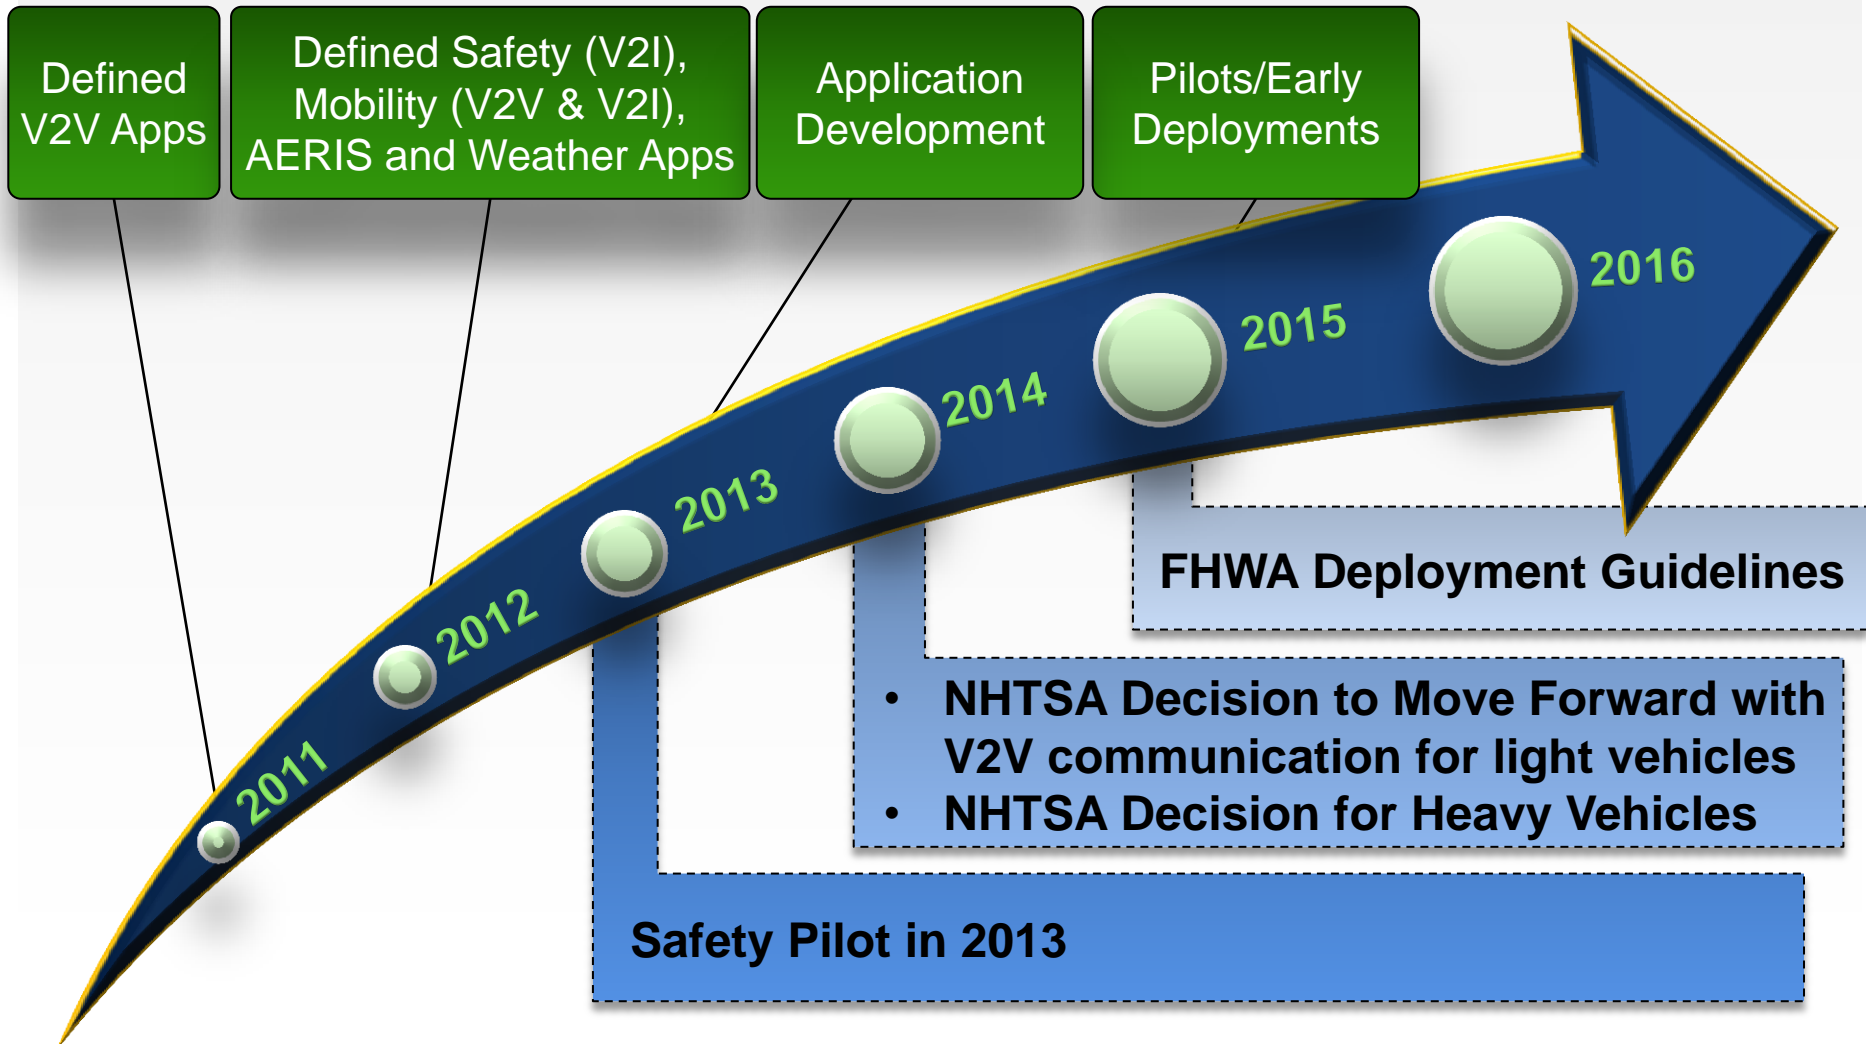 Defined
V2V Apps
Defined Safety (V2I),
Mobility (V2V & V2I),
AERIS and Weather Apps
Application
Development
Pilots/Early
Deployments
2011
2012
2013
2014
2015
2016
FHWA Deployment Guidelines
• NHTSA Decision to Move Forward with
V2V communication for light vehicles
• NHTSA Decision for Heavy Vehicles
Safety Pilot in 2013